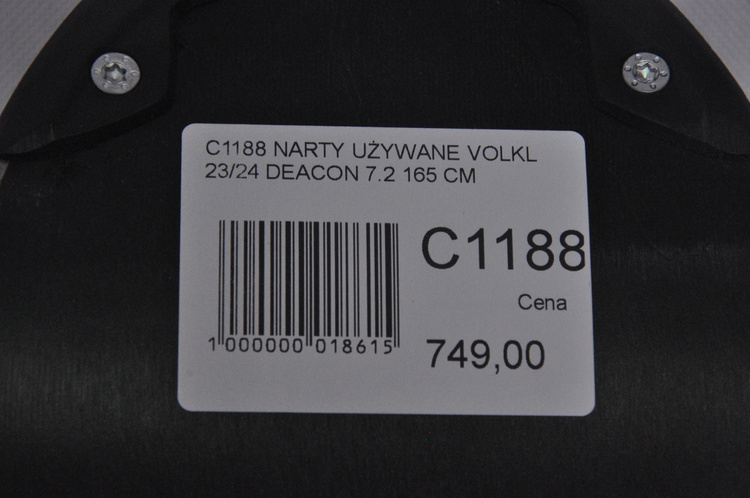 C1188 NARTY UŻYWANE VOLKL
23/24 DEACON 7.2 165 CM
C1188
Cena
749,00
1 000000 018615